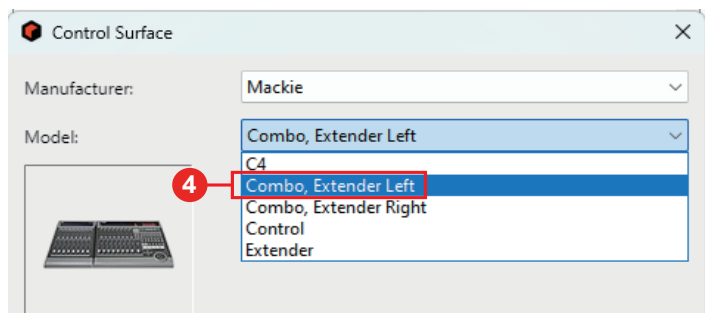 Control Surface
Manufacturer: Mackie
Model: Combo, Extender Left
C4
4 Combo, Extender Left
Combo, Extender Right
Control
Extender